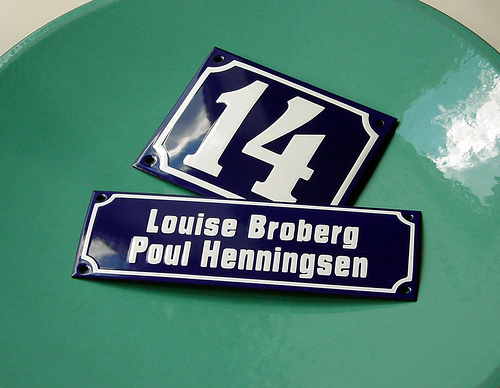 14
Louise Broberg
Poul Henningsen